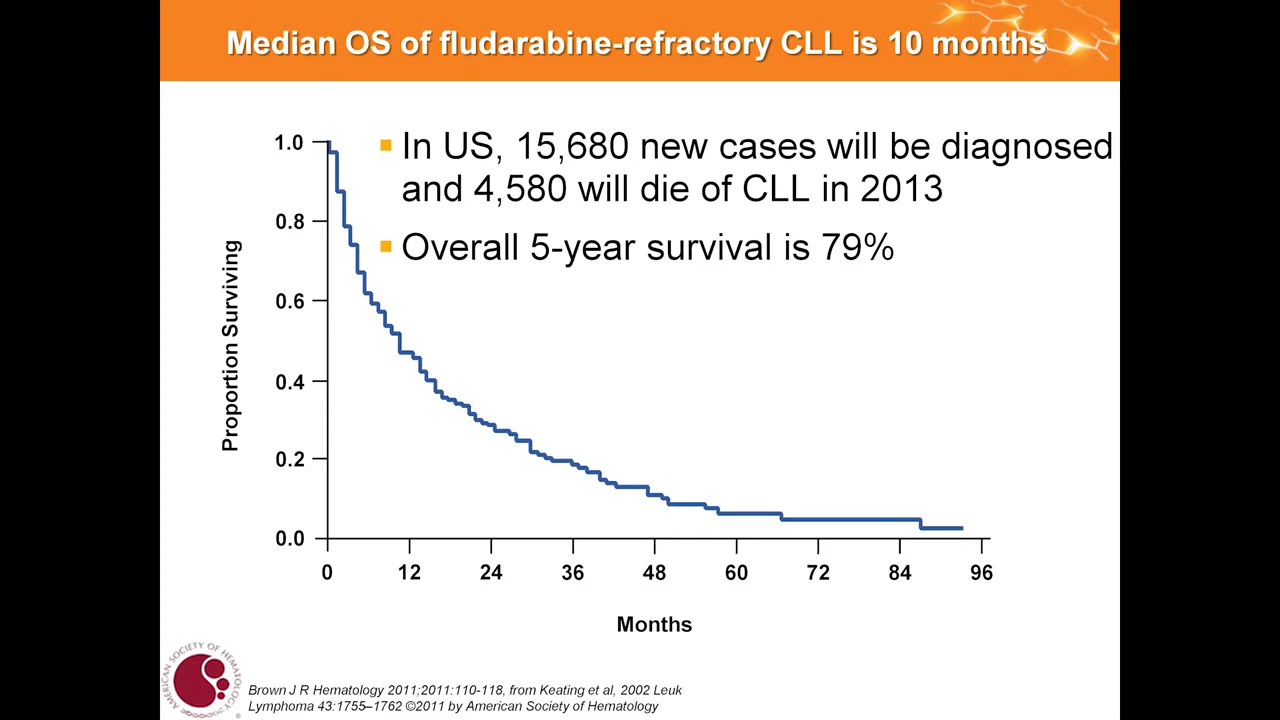 Median OS of fludarabine-refractory CLL is 10 months
In US, 15,680 new cases will be diagnosed
and 4,580 will die of CLL in 2013
Overall 5-year survival is 79%
Proportion Surviving
1.0
0.8
0.6
0.4
0.2
0.0
0 12 24 36 48 60 72 84 96
Months
AMERICAN SOCIETY OF HEMATOLOGY
Brown J R Hematology 2011;2011:110-118, from Keating et al, 2002 Leuk
Lymphoma 43:1755–1762 ©2011 by American Society of Hematology